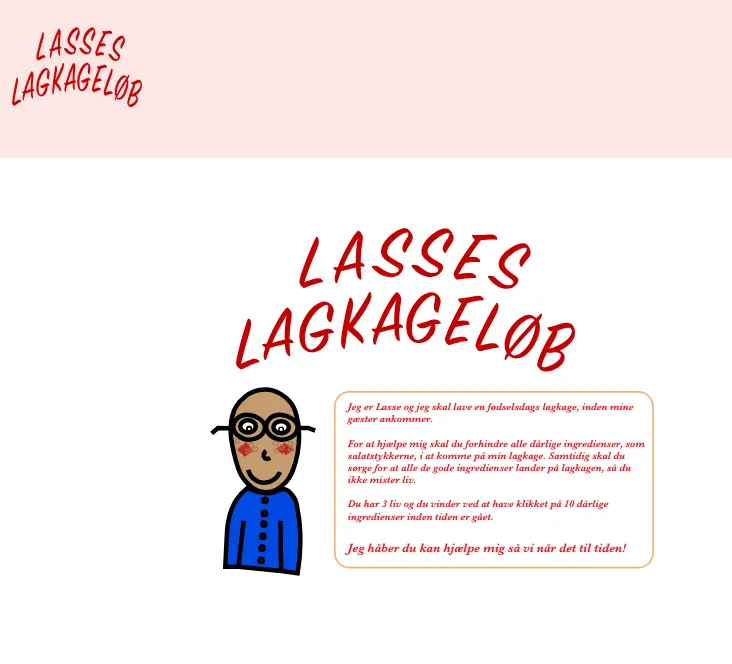 LASSES
LAGKAGELØB
LASSES
LAGKAGELØB
Jeg er Lasse og jeg skal lave en fødselsdags lagkage, inden mine
gæster ankommer.
For at hjælpe mig skal du forhindre alle dårlige ingredienser, som
salatstykkerne, i at komme på min lagkage. Samtidig skal du
sørge for at alle de gode ingredienser lander på lagkagen, så du
ikke mister liv.
Du har 3 liv og du vinder ved at have klikket på 10 dårlige
ingredienser inden tiden er gået.
Jeg håber du kan hjælpe mig så vi når det til tiden!